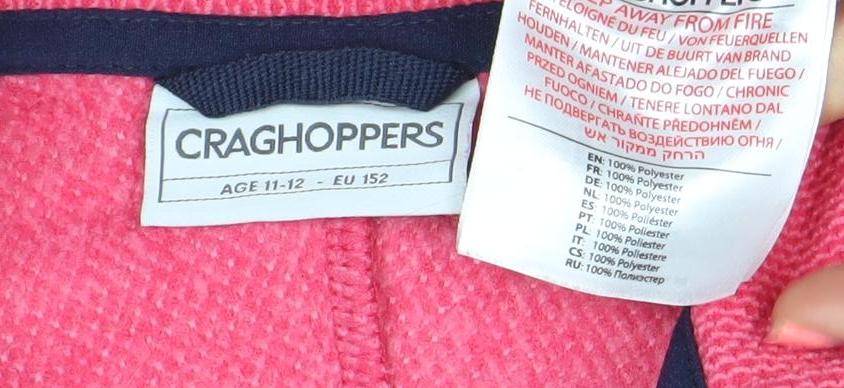 CRAGHOPPERS
AGE 11-12 - EU 152
AWAY FROM FIRE
ELOIGNÉ DU FEU / VON FEUERQUELLEN
FERNHALTEN / UIT DE BUURT VAN BRAND
HOUDEN / MANTENER ALEJADO DEL FUEGO /
MANTER AFASTADO DO FOGO / CHRONIC
PRZED OGNIEM / TENERE LONTANO DAL
FUOCO / CHRAŇTE PŘEDOHNĚM /
НЕ ПОДВЕРГАТЬ ВОЗДЕЙСТВИЮ ОГНЯ /
הרחק ממקור אש
EN: 100% Polyester
FR: 100% Polyester
DE: 100% Polyester
NL: 100% Polyester
ES: 100% Poliéster
PT: 100% Poliéster
PL: 100% Poliester
IT: 100% Poliestere
CS: 100% Polyester
RU: 100% Полиэстер